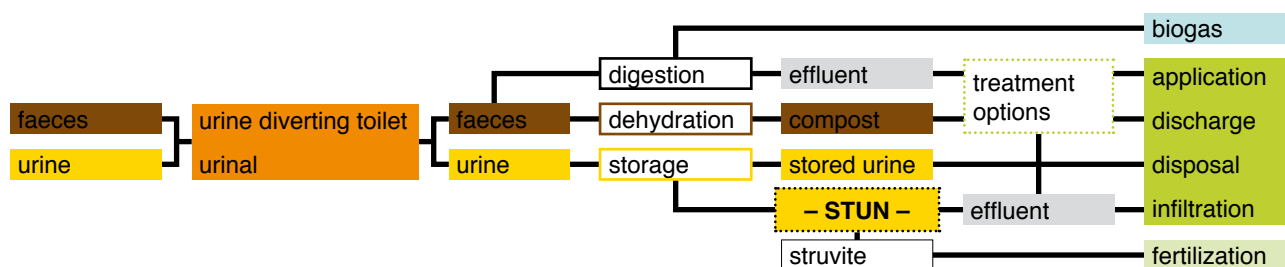 biogas
digestion effluent treatment options application
faeces urine diverting toilet faeces dehydration compost discharge
urine urinal urine storage stored urine disposal
– STUN – effluent infiltration
struvite fertilization